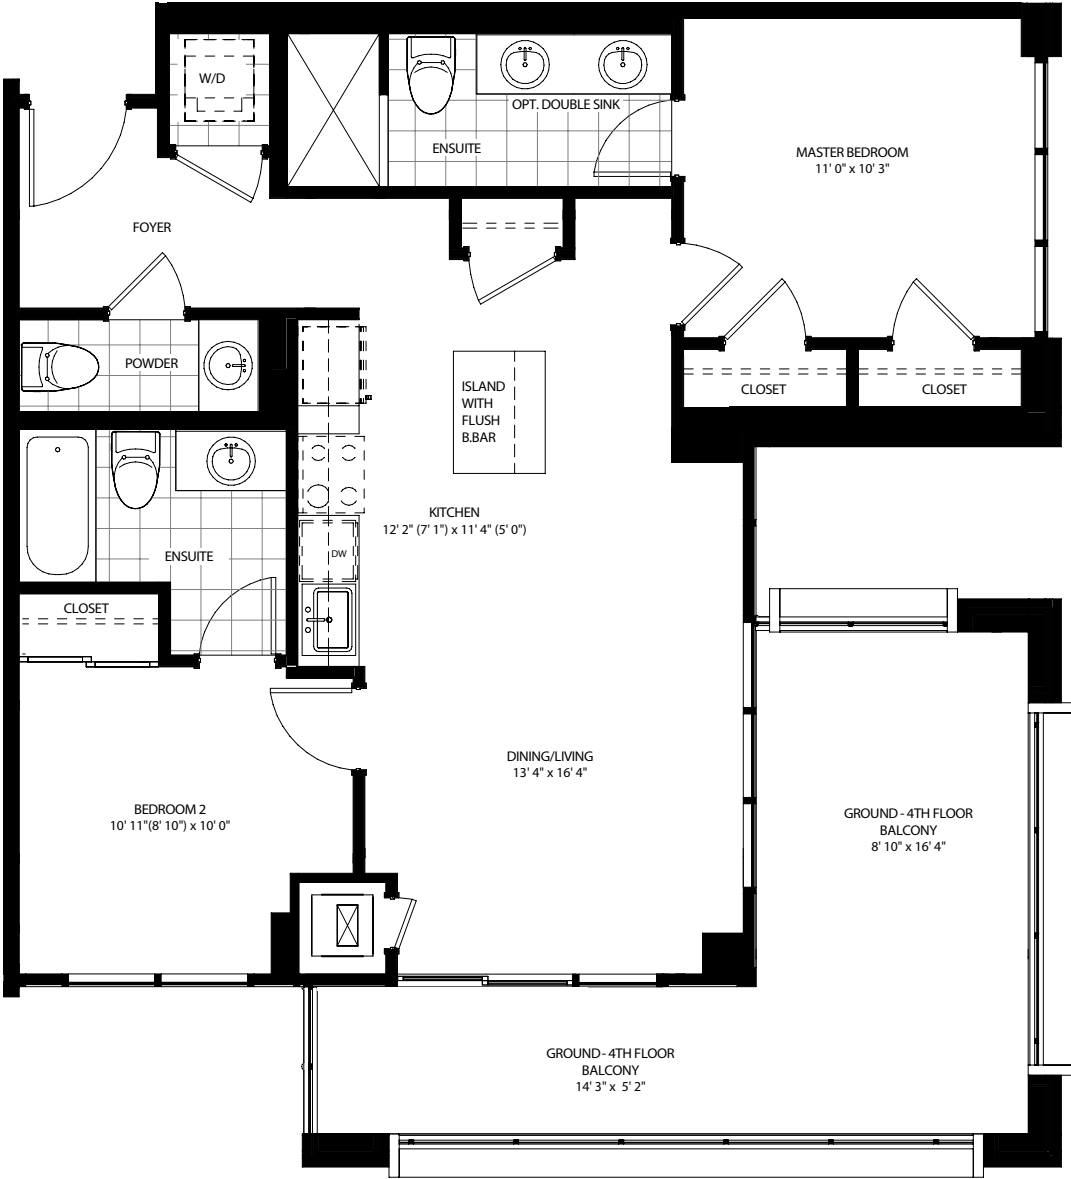 W/D
OPT. DOUBLE SINK
ENSUITE
MASTER BEDROOM
11' 0" x 10' 3"
FOYER
POWDER
ISLAND
WITH
FLUSH
B.BAR
CLOSET
CLOSET
KITCHEN
12' 2" (7' 1") x 11' 4" (5' 0")
DW
ENSUITE
CLOSET
DINING/LIVING
13' 4" x 16' 4"
BEDROOM 2
10' 11"(8' 10") x 10' 0"
GROUND - 4TH FLOOR
BALCONY
8' 10" x 16' 4"
GROUND - 4TH FLOOR
BALCONY
14' 3" x 5' 2"